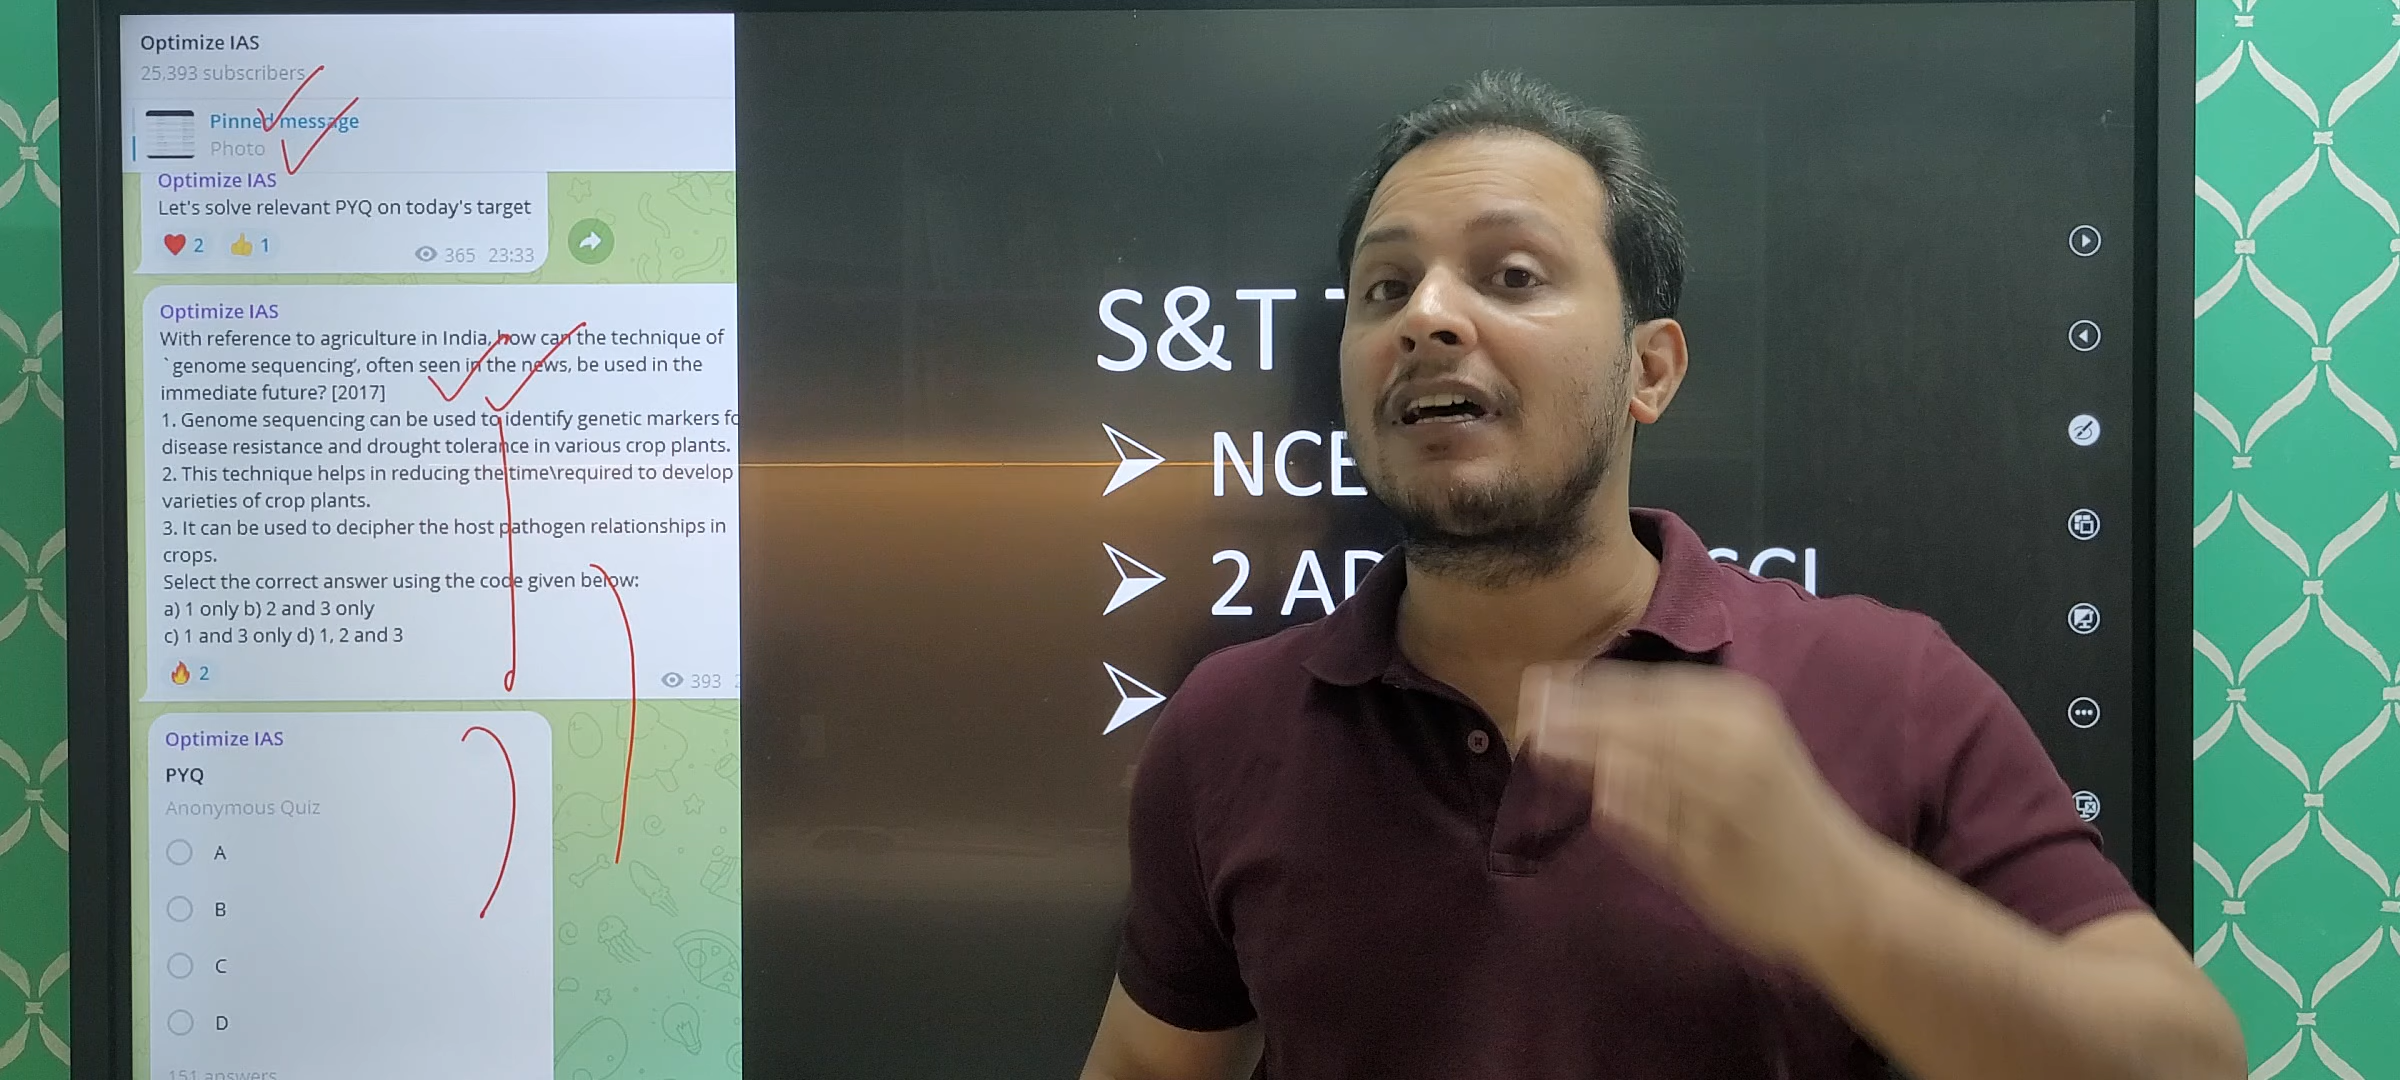 Optimize IAS
25,393 subscribers
Pinned message
Photo
Optimize IAS
Let's solve relevant PYQ on today's target
2 1 365 23:33
Optimize IAS
With reference to agriculture in India, how can the technique of
`genome sequencing', often seen in the news, be used in the
immediate future? [2017]
1. Genome sequencing can be used to identify genetic markers
disease resistance and drought tolerance in various crop plants.
2. This technique helps in reducing the time\required to develop
varieties of crop plants.
3. It can be used to decipher the host pathogen relationships in
crops.
Select the correct answer using the code given below:
a) 1 only b) 2 and 3 only
c) 1 and 3 only d) 1, 2 and 3
2 393
Optimize IAS
PYQ
Anonymous Quiz
A
B
C
D
151 answers
S&T
2